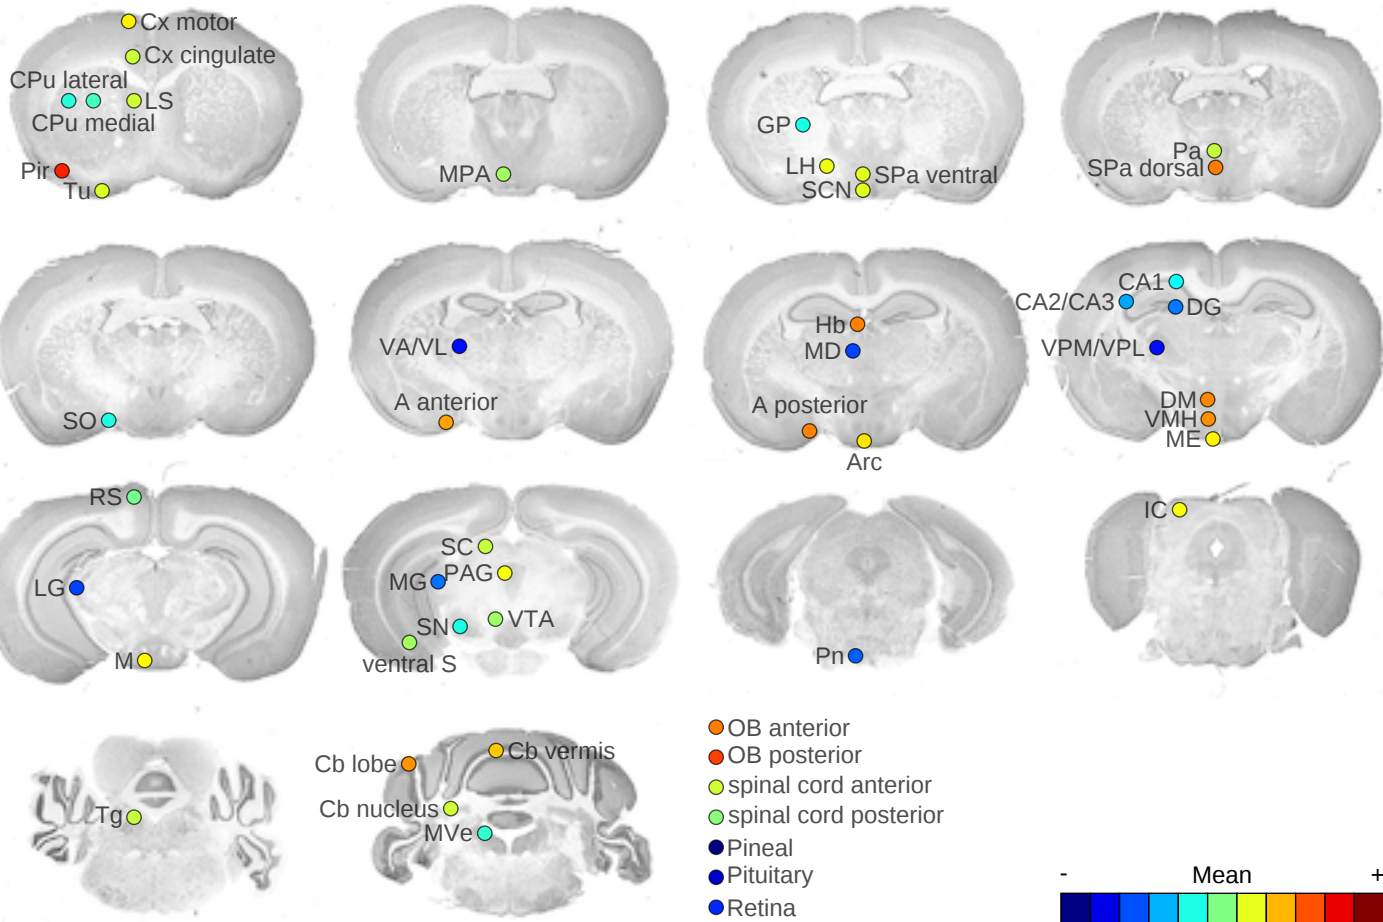 Cx motor
Cx cingulate
CPu lateral
LS
CPu medial
Pir
Tu
MPA
GP
LH
SPa ventral
SCN
Pa
SPa dorsal
SO
VA/VL
A anterior
Hb
MD
A posterior
Arc
CA1
CA2/CA3
DG
VPM/VPL
DM
VMH
ME
RS
LG
M
SC
MG
PAG
SN
VTA
ventral S
Pn
IC
Tg
Cb lobe
Cb vermis
Cb nucleus
MVe
OB anterior
OB posterior
spinal cord anterior
spinal cord posterior
Pineal
Pituitary
Retina
- Mean +